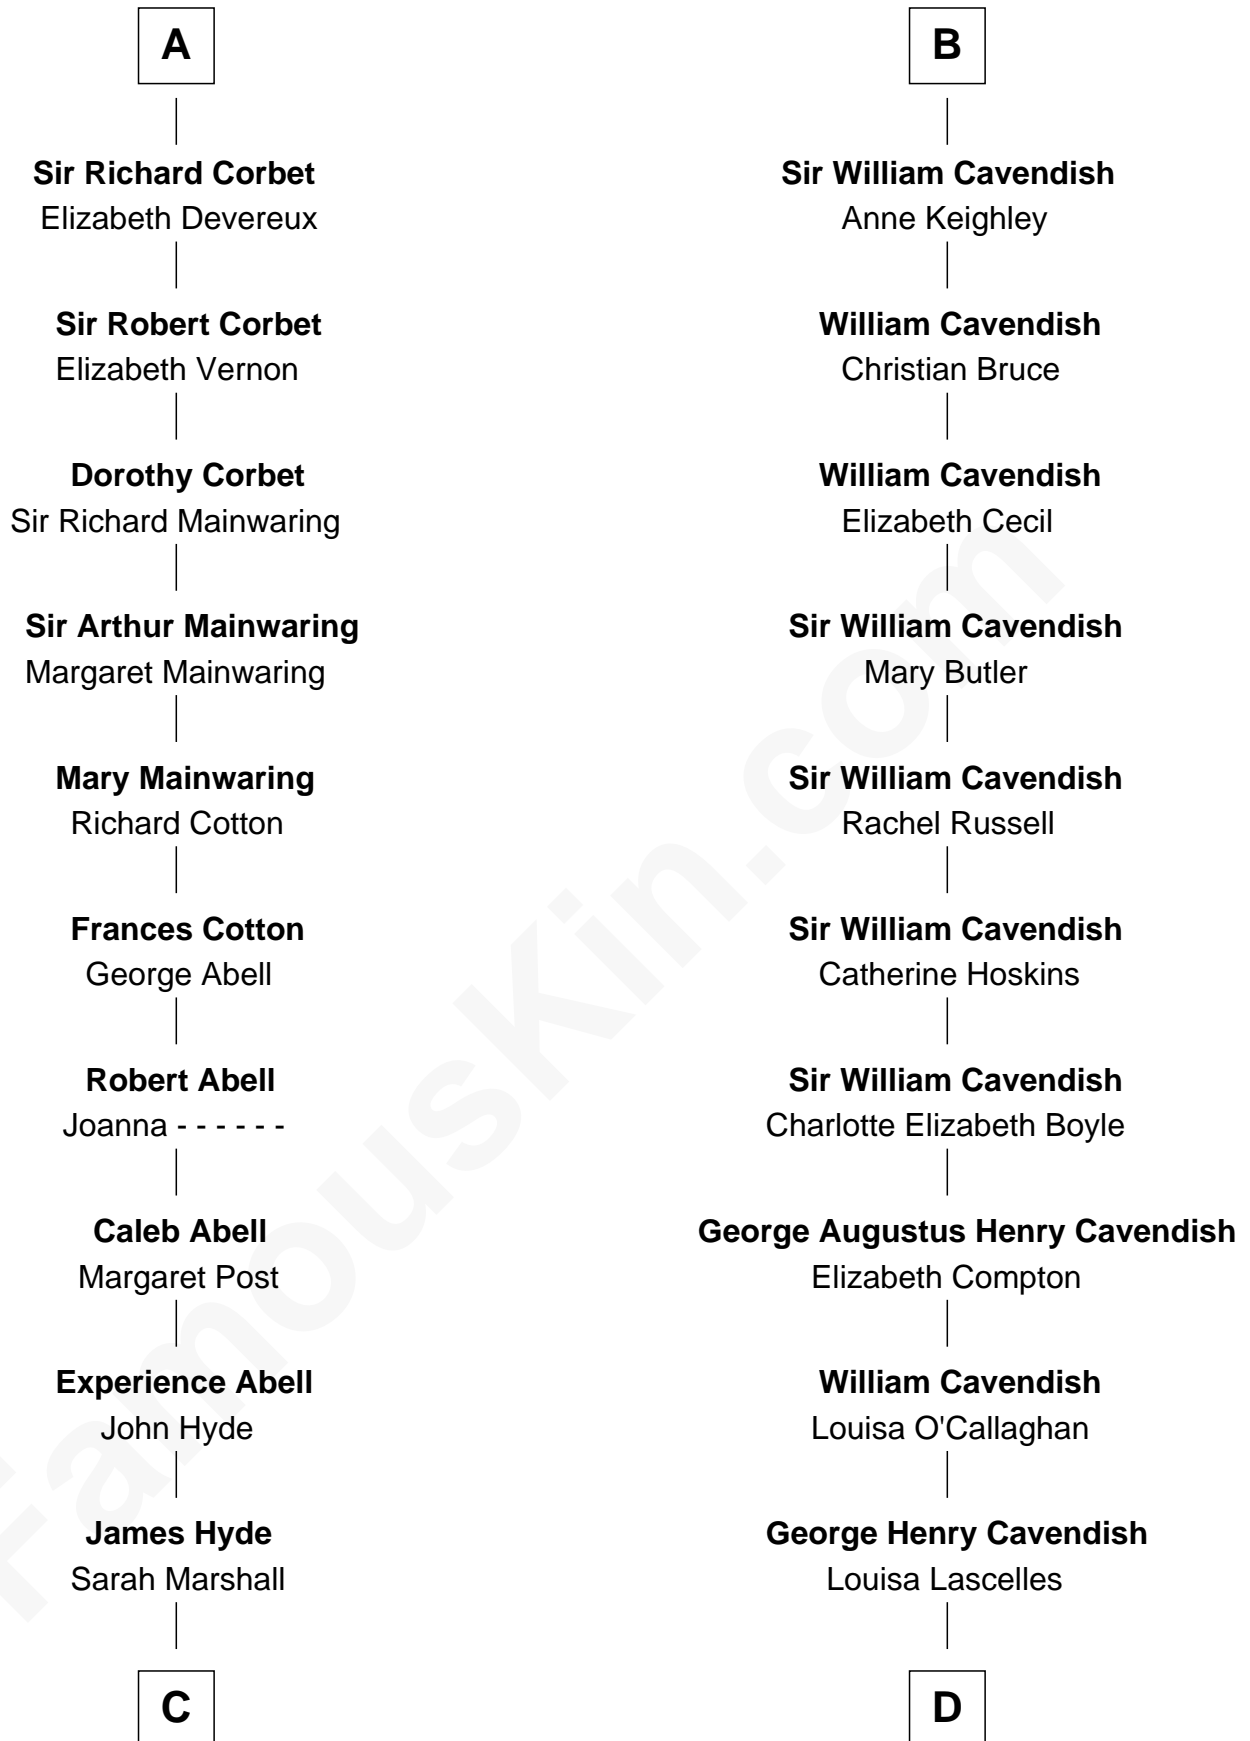 A
Sir Richard Corbet
Elizabeth Devereux
Sir Robert Corbet
Elizabeth Vernon
Dorothy Corbet
Sir Richard Mainwaring
Sir Arthur Mainwaring
Margaret Mainwaring
Mary Mainwaring
Richard Cotton
Frances Cotton
George Abell
Robert Abell
Joanna - - - - - -
Caleb Abell
Margaret Post
Experience Abell
John Hyde
James Hyde
Sarah Marshall
C
B
Sir William Cavendish
Anne Keighley
William Cavendish
Christian Bruce
William Cavendish
Elizabeth Cecil
Sir William Cavendish
Mary Butler
Sir William Cavendish
Rachel Russell
Sir William Cavendish
Catherine Hoskins
Sir William Cavendish
Charlotte Elizabeth Boyle
George Augustus Henry Cavendish
Elizabeth Compton
William Cavendish
Louisa O'Callaghan
George Henry Cavendish
Louisa Lascelles
D
FamousKin.com